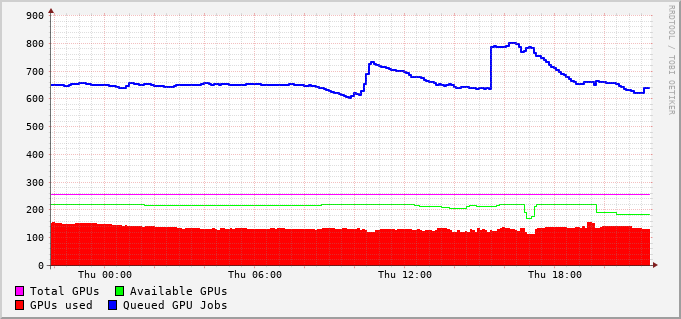 RRDTOOL / TOBI OETIKER
900
800
700
600
500
400
300
200
100
0
Thu 00:00 Thu 06:00 Thu 12:00 Thu 18:00
Total GPUs Available GPUs
GPUs used Queued GPU Jobs